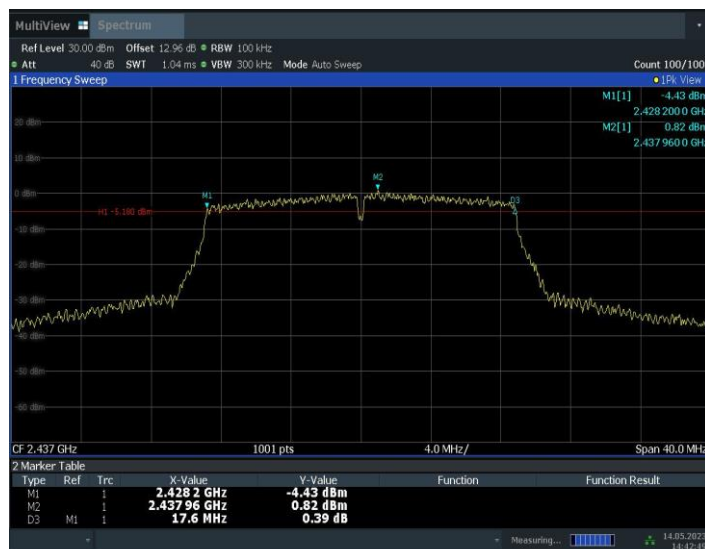 MultiView Spectrum
Ref Level 30.00 dBm Offset 12.96 dB RBW 100 kHz
Att 40 dB SWT 1.04 ms VBW 300 kHz Mode Auto Sweep Count 100/100
1 Frequency Sweep 1Pk View
M1[1] -4.43 dBm
2.428 200 0 GHz
M2[1] 0.82 dBm
2.437 960 0 GHz
20 dBm
10 dBm
M2
0 dBm
M1 D3
H1 -5.180 dBm
-10 dBm
-20 dBm
-30 dBm
-40 dBm
-50 dBm
-60 dBm
CF 2.437 GHz 1001 pts 4.0 MHz/ Span 40.0 MHz
2 Marker Table
Type Ref Trc X-Value Y-Value Function Function Result
M1 1 2.428 2 GHz -4.43 dBm
M2 1 2.437 96 GHz 0.82 dBm
D3 M1 1 17.6 MHz 0.39 dB
Measuring... 14.05.2021
14:42:49